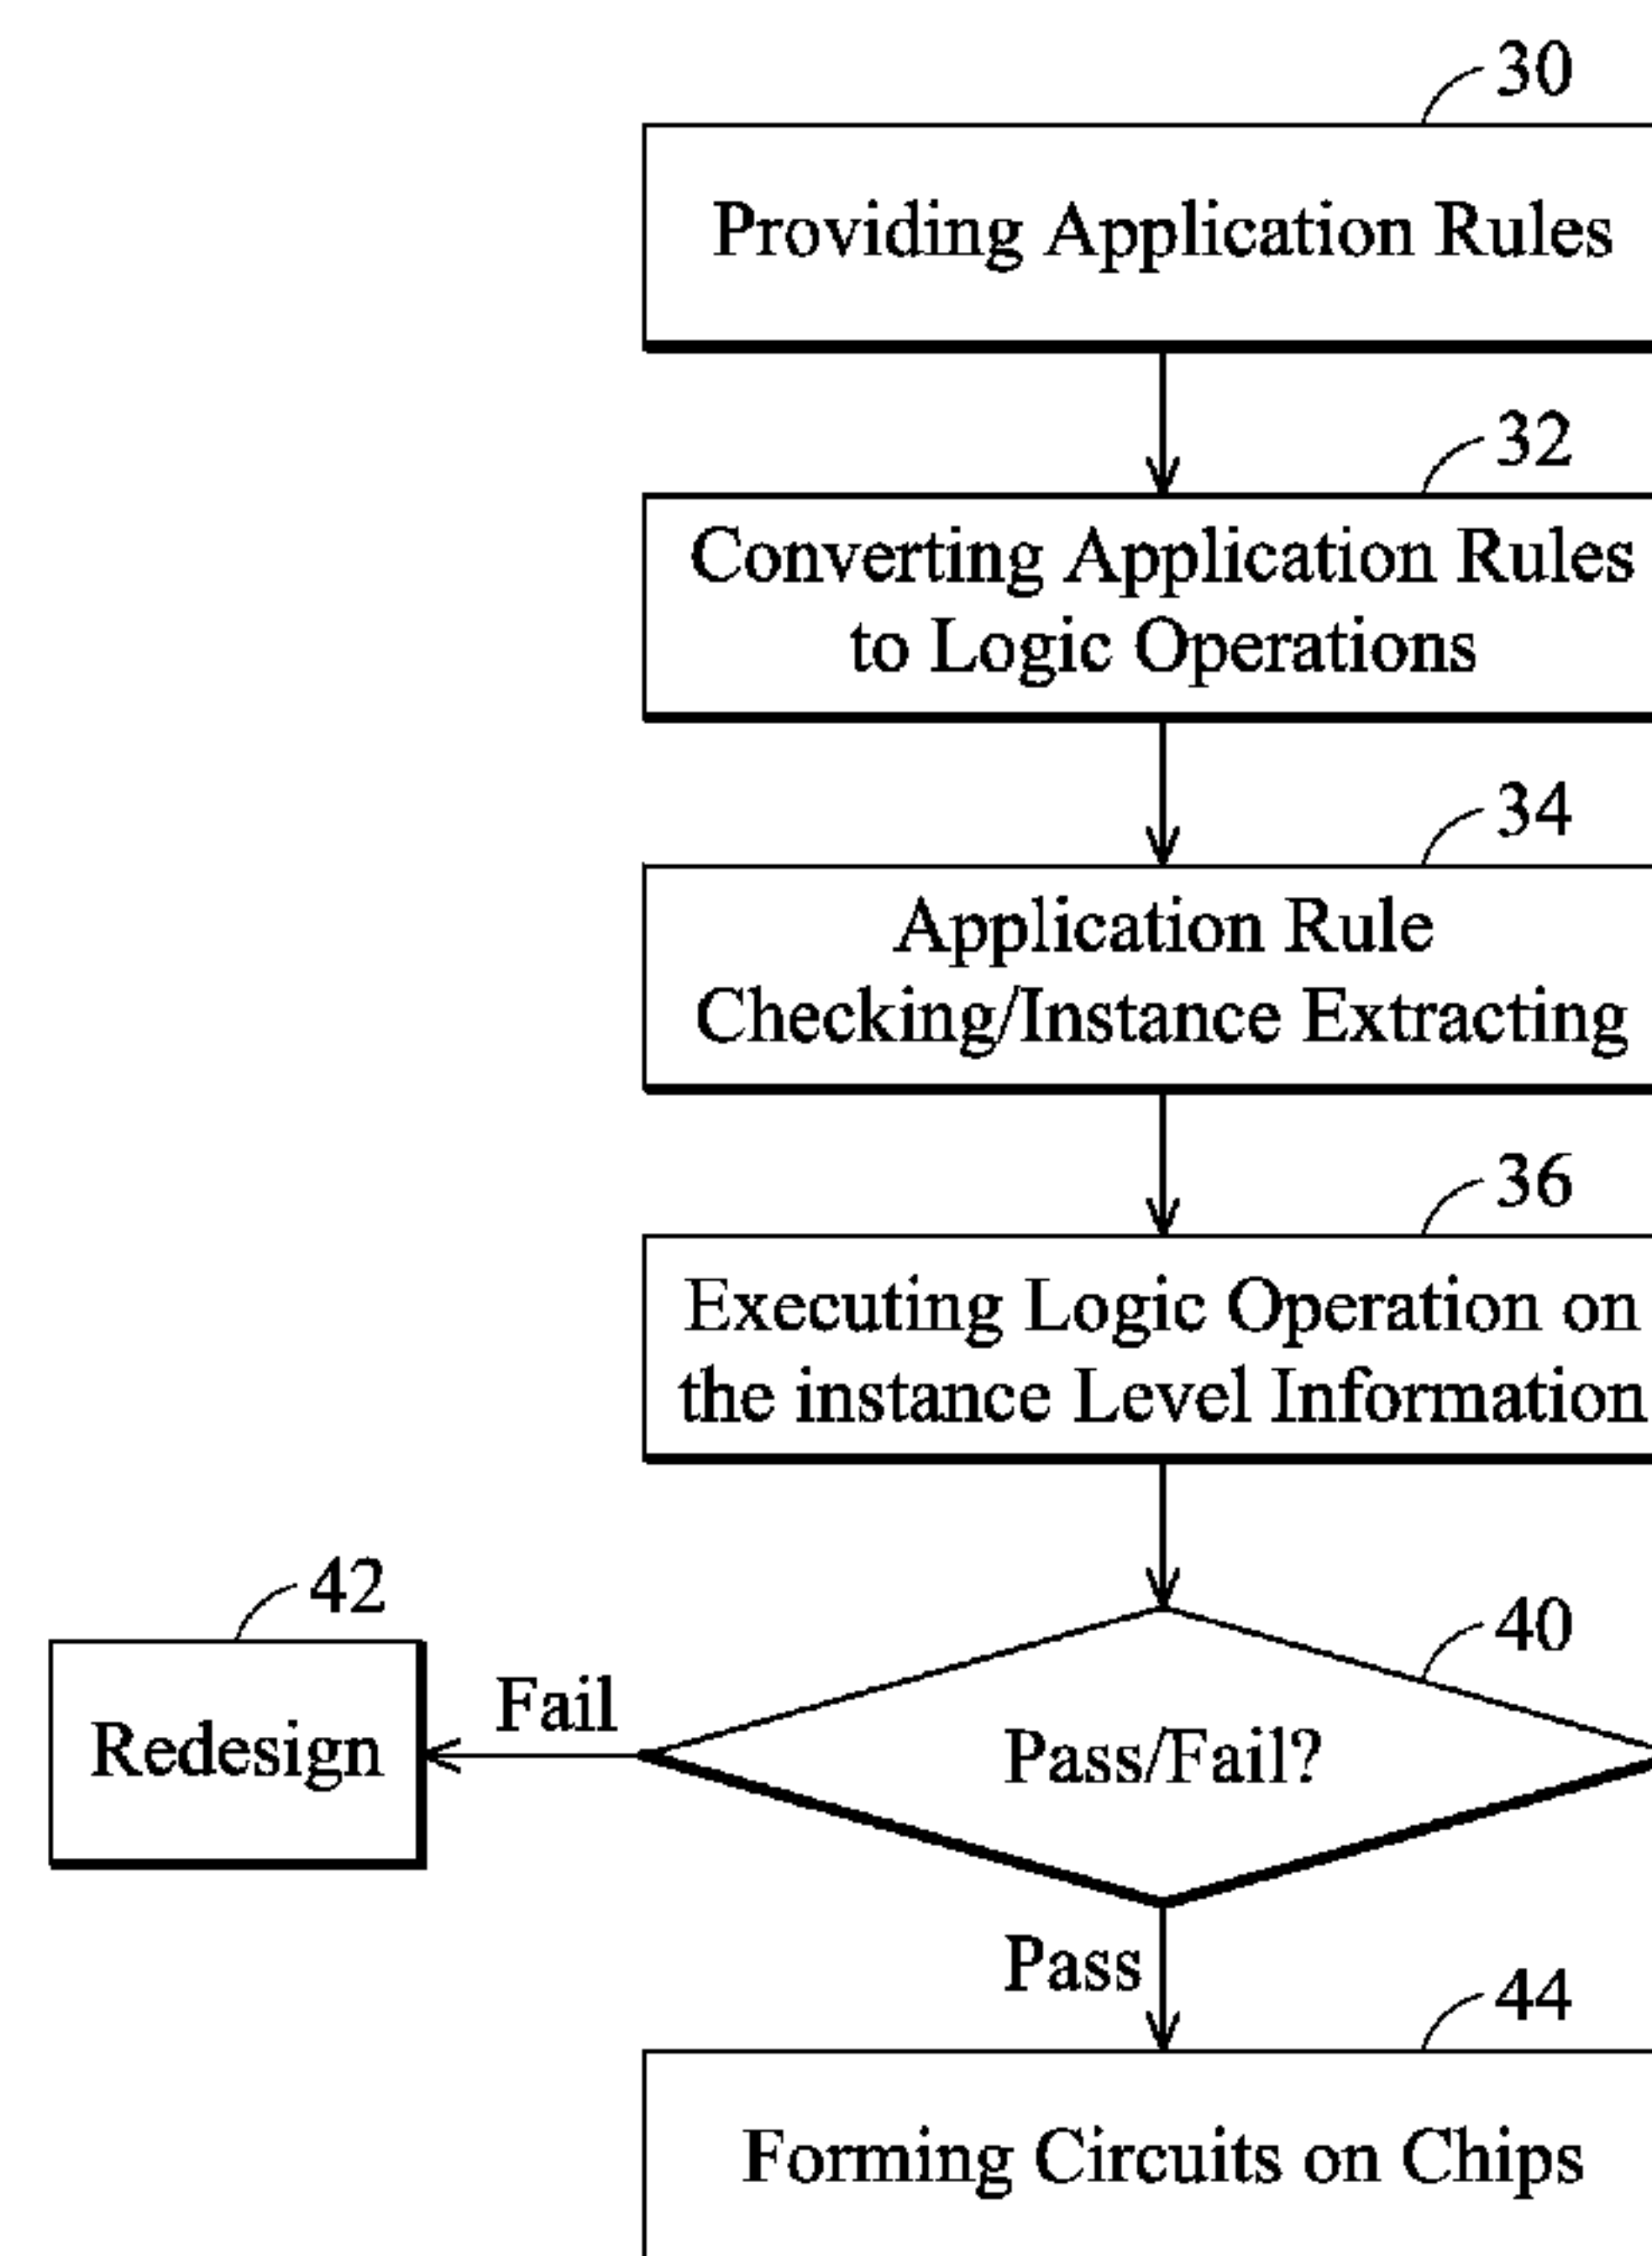 30
Providing Application Rules
32
Converting Application Rules
to Logic Operations
34
Application Rule
Checking/Instance Extracting
36
Executing Logic Operation on
the instance Level Information
42
40
Redesign
Fail
Pass/Fail?
Pass
44
Forming Circuits on Chips